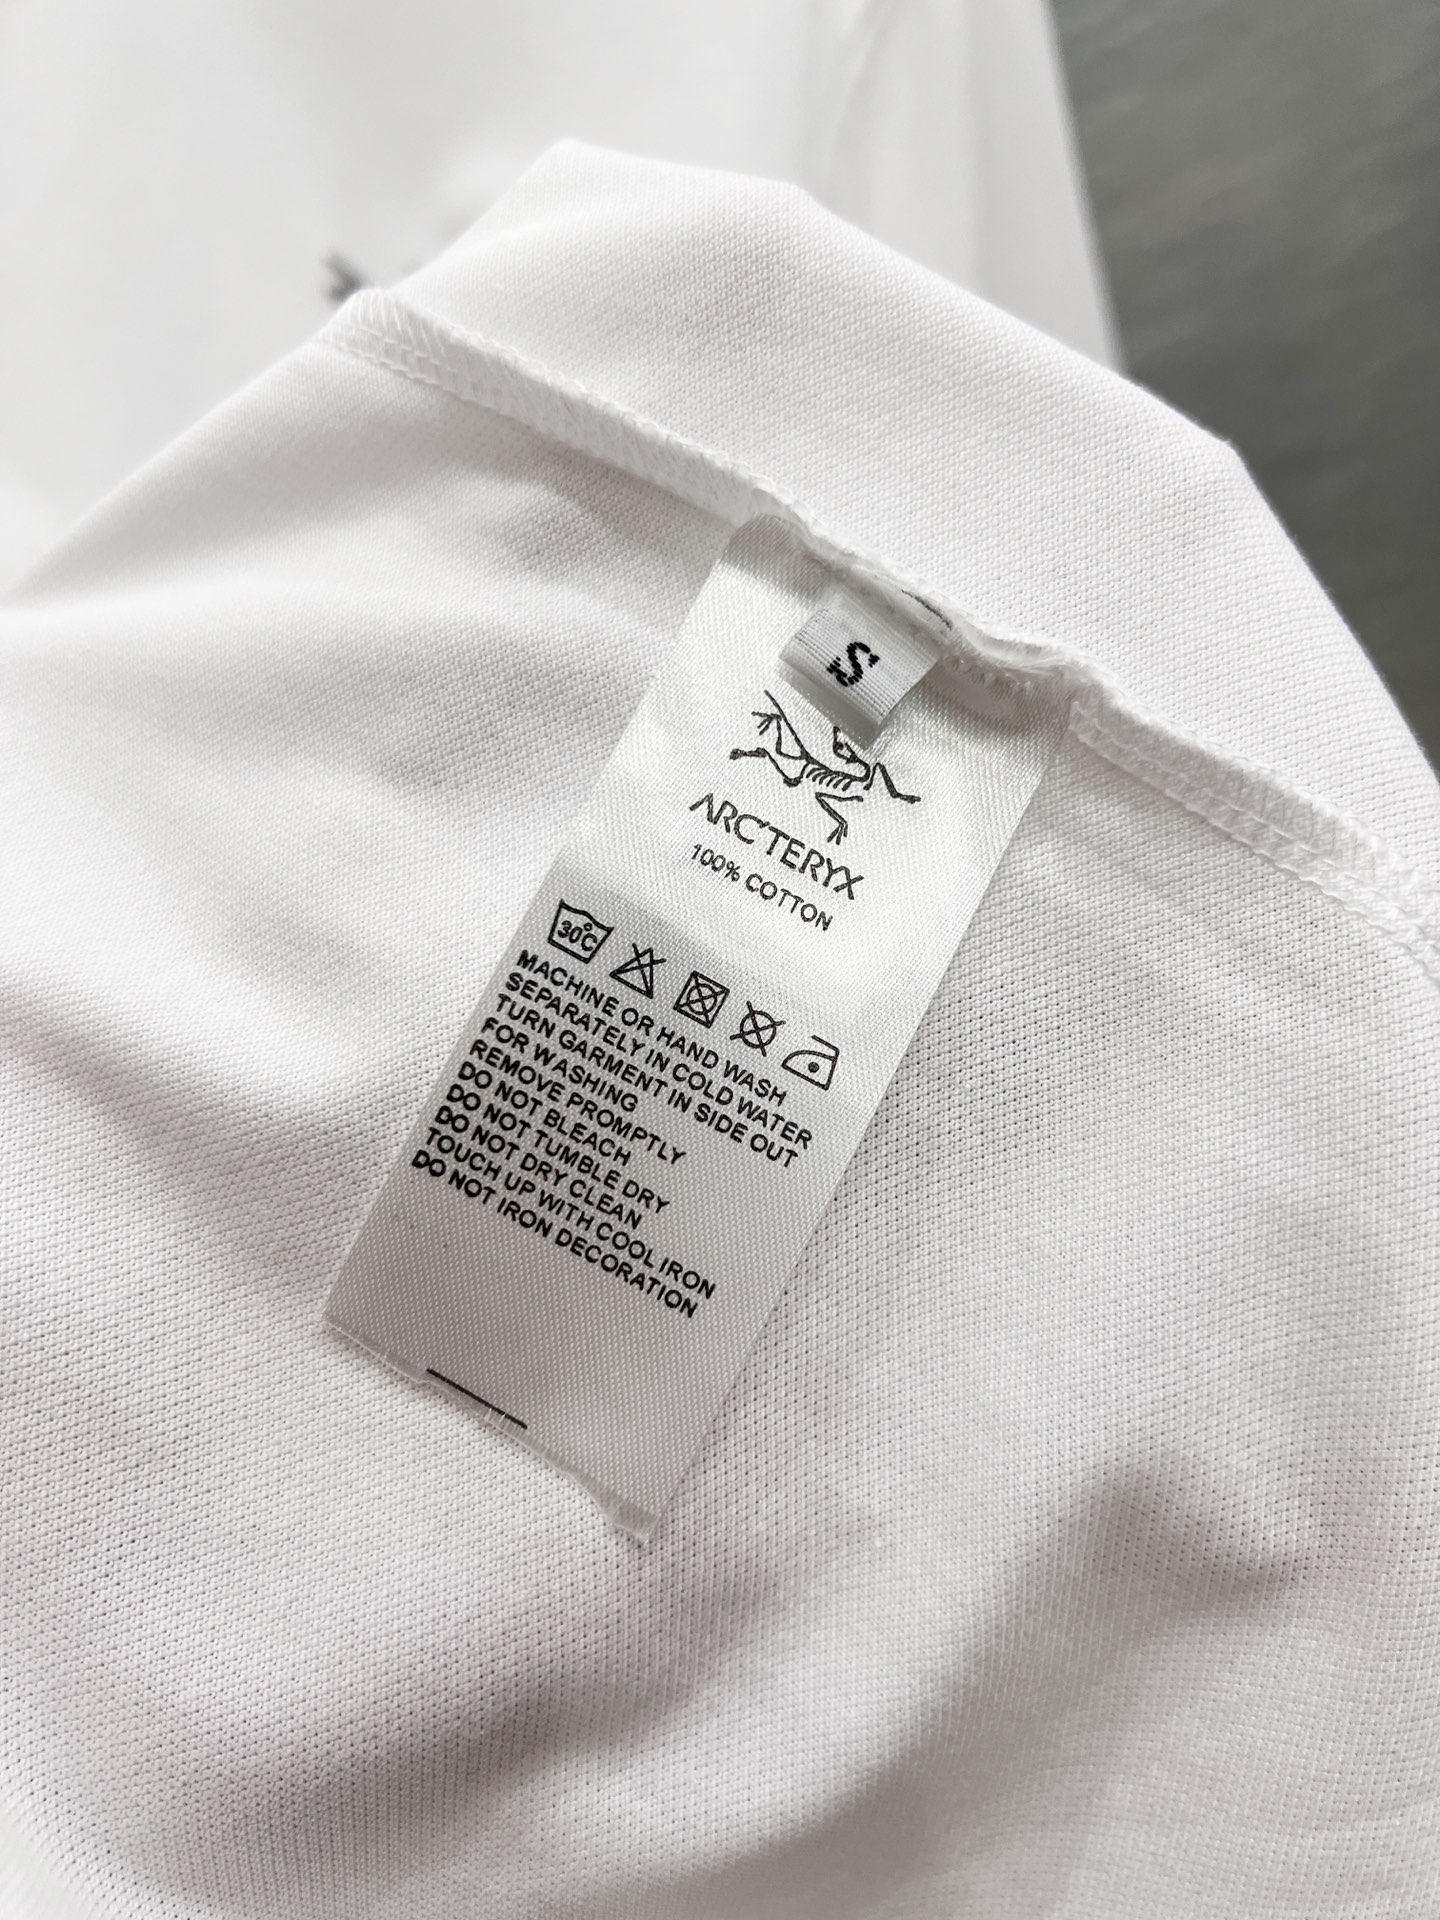 S
ARC'TERYX
100% COTTON
30°C
MACHINE OR HAND WASH
SEPARATELY IN COLD WATER
TURN GARMENT IN SIDE OUT
FOR WASHING
REMOVE PROMPTLY
DO NOT BLEACH
DO NOT TUMBLE DRY
DO NOT DRY CLEAN
TOUCH UP WITH COOL IRON
DO NOT IRON DECORATION